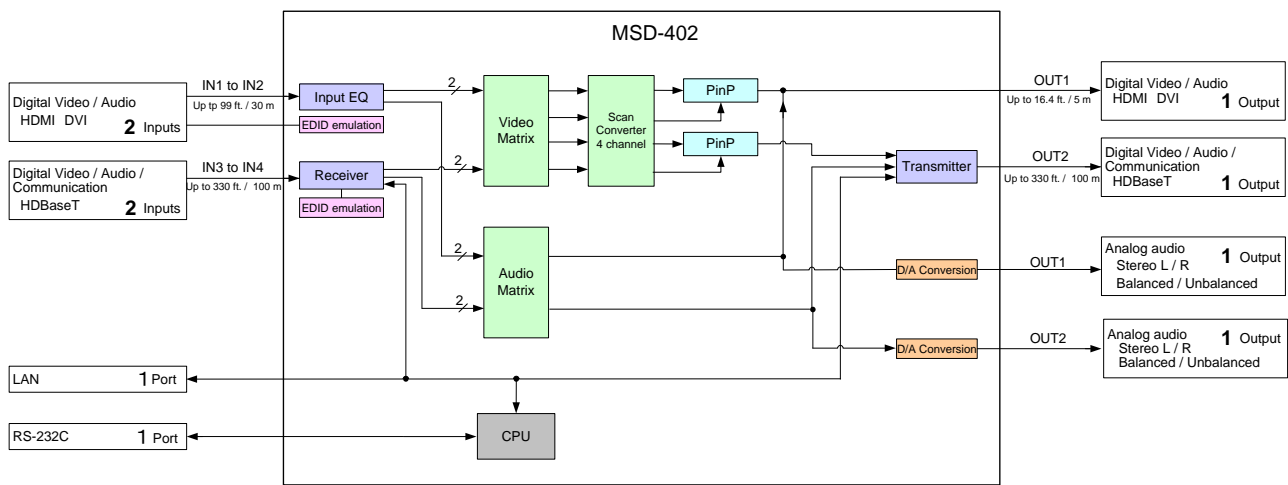 MSD-402
Digital Video / Audio
HDMI DVI
2 Inputs
IN1 to IN2
Up tp 99 ft. / 30 m
Input EQ
EDID emulation
2
Video
Matrix
Scan
Converter
4 channel
PinP
PinP
OUT1
Up to 16.4 ft. / 5 m
Digital Video / Audio
HDMI DVI
1 Output
Digital Video / Audio /
Communication
HDBaseT
2 Inputs
IN3 to IN4
Up to 330 ft. / 100 m
Receiver
EDID emulation
2
Transmitter
OUT2
Up to 330 ft. / 100 m
Digital Video / Audio /
Communication
HDBaseT
1 Output
2
2
Audio
Matrix
D/A Conversion
OUT1
Analog audio
Stereo L / R
Balanced / Unbalanced
1 Output
D/A Conversion
OUT2
Analog audio
Stereo L / R
Balanced / Unbalanced
1 Output
LAN
1 Port
RS-232C
1 Port
CPU